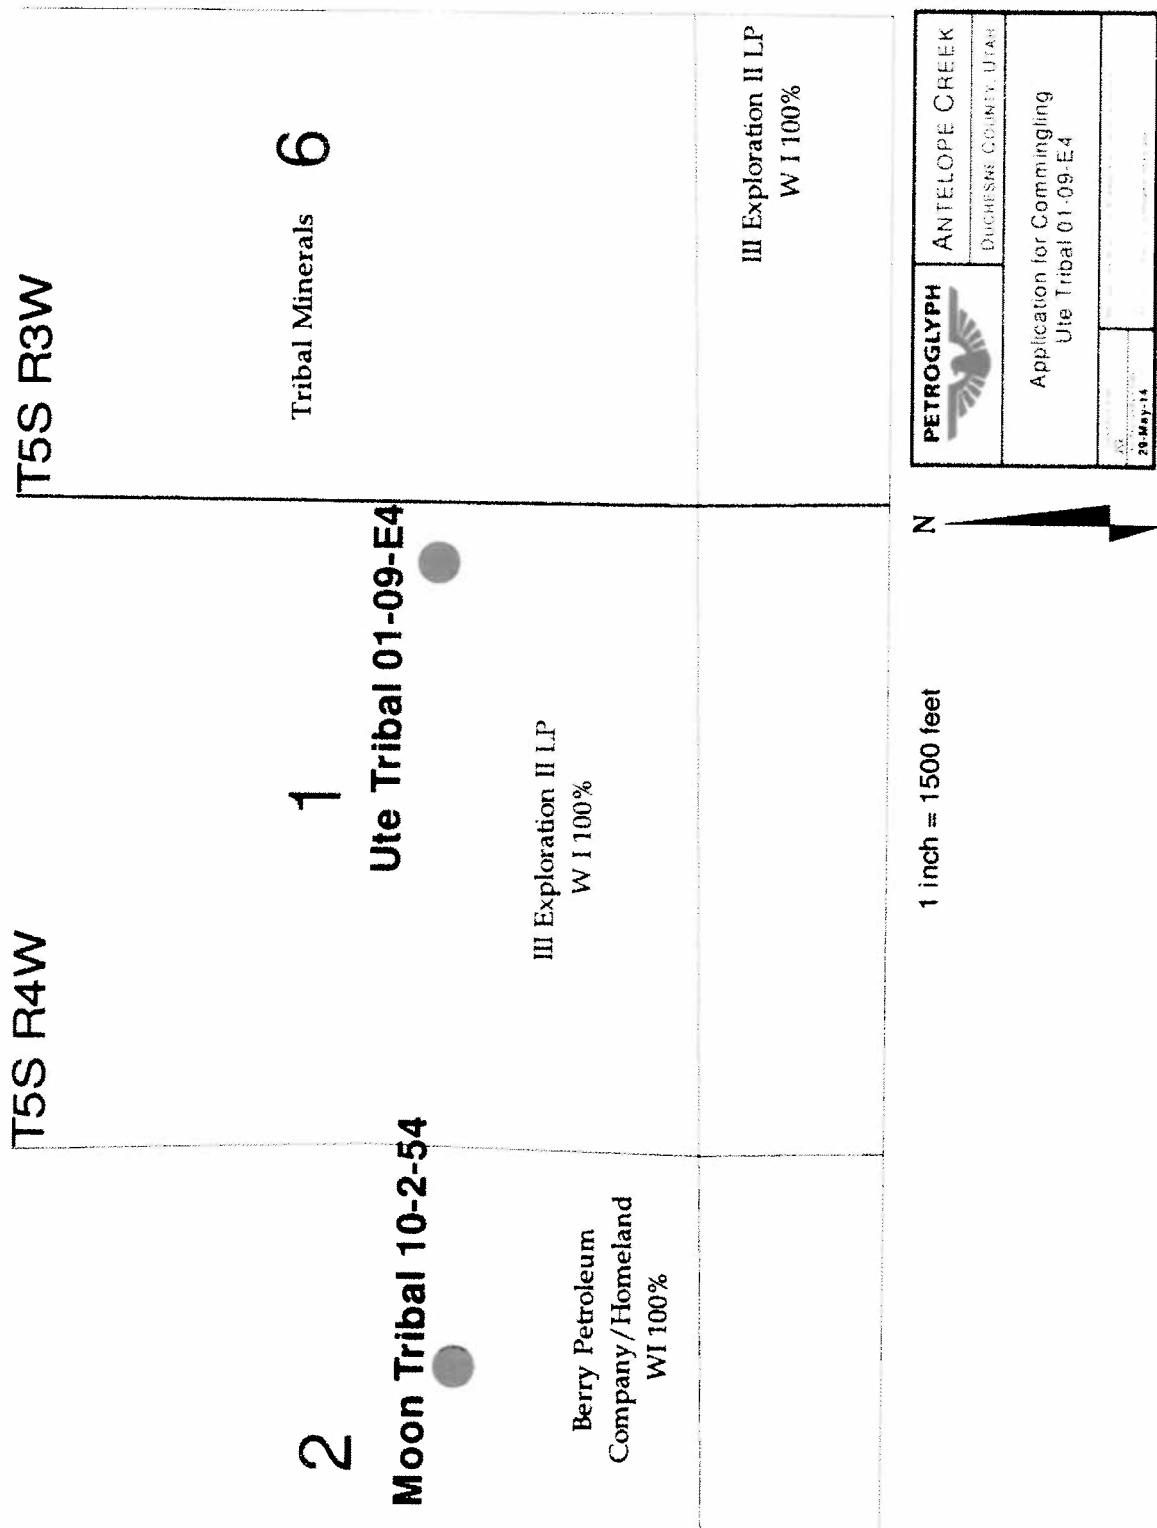 T5S R4W
T5S R3W
2
Moon Tribal 10-2-54
Berry Petroleum
Company/Homeland
WI 100%
1
Ute Tribal 01-09-E4
III Exploration II LP
W I 100%
6
Tribal Minerals
III Exploration II LP
W I 100%
1 inch = 1500 feet
N
PETROGLYPH
ANTELOPE CREEK
DUCHESNE COUNTY, UTAH
Application for Commingling
Ute Tribal 01-09-E4
29-May-14